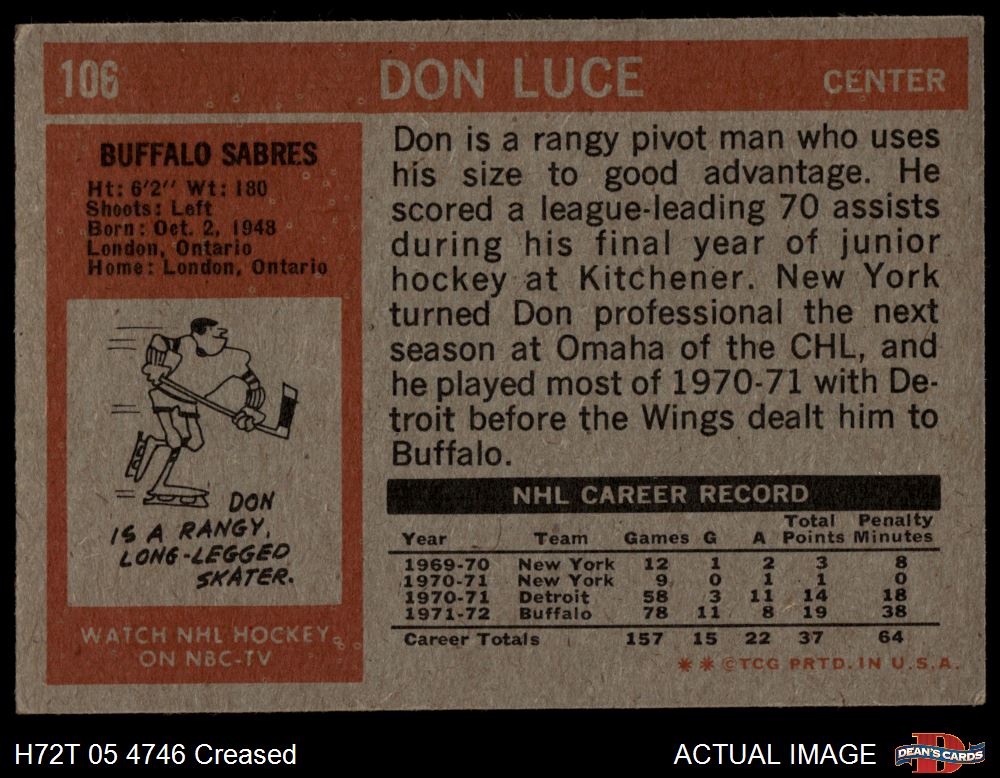 106 DON LUCE CENTER
BUFFALO SABRES
Ht: 6'2" Wt: 180
Shoots: Left
Born: Oct. 2, 1948
London, Ontario
Home: London, Ontario
DON
IS A RANGY,
LONG-LEGGED
SKATER.
WATCH NHL HOCKEY
ON NBC-TV
Don is a rangy pivot man who uses
his size to good advantage. He
scored a league-leading 70 assists
during his final year of junior
hockey at Kitchener. New York
turned Don professional the next
season at Omaha of the CHL, and
he played most of 1970-71 with De-
troit before the Wings dealt him to
Buffalo.
NHL CAREER RECORD
Total Penalty
Year Team Games G A Points Minutes
1969-70 New York 12 1 2 3 8
1970-71 New York 9 0 1 1 0
1970-71 Detroit 58 3 11 14 18
1971-72 Buffalo 78 11 8 19 38
Career Totals 157 15 22 37 64
* * ©TCG PRTD. IN U.S.A.
H72T 05 4746 Creased ACTUAL IMAGE DEAN'S CARDS